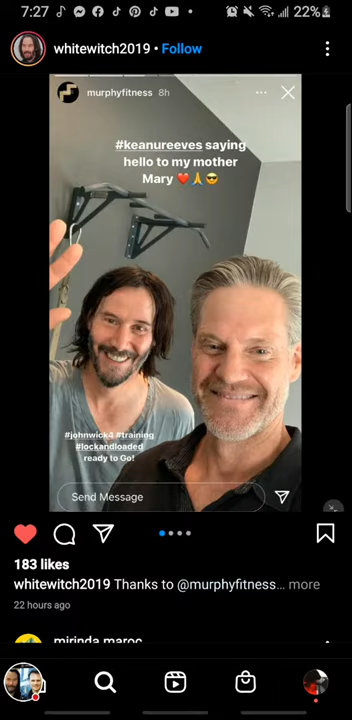 7:27
22%
whitewitch2019 • Follow
murphyfitness 8h
#keanureeves saying
hello to my mother
Mary ❤️🙏😎
#johnwick4 #training
#lockandloaded
ready to Go!
Send Message
183 likes
whitewitch2019 Thanks to @murphyfitness... more
22 hours ago
mirinda maroc